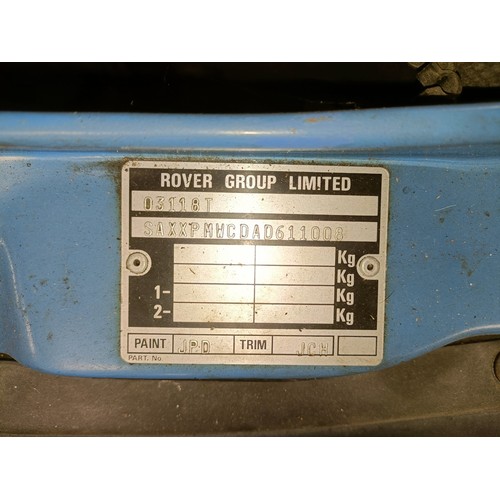 ROVER GROUP LIMITED
03118T
SAXXPMWCDAD611008
Kg
Kg
1- Kg
2- Kg
PAINT JPD TRIM JCH
PART. No.